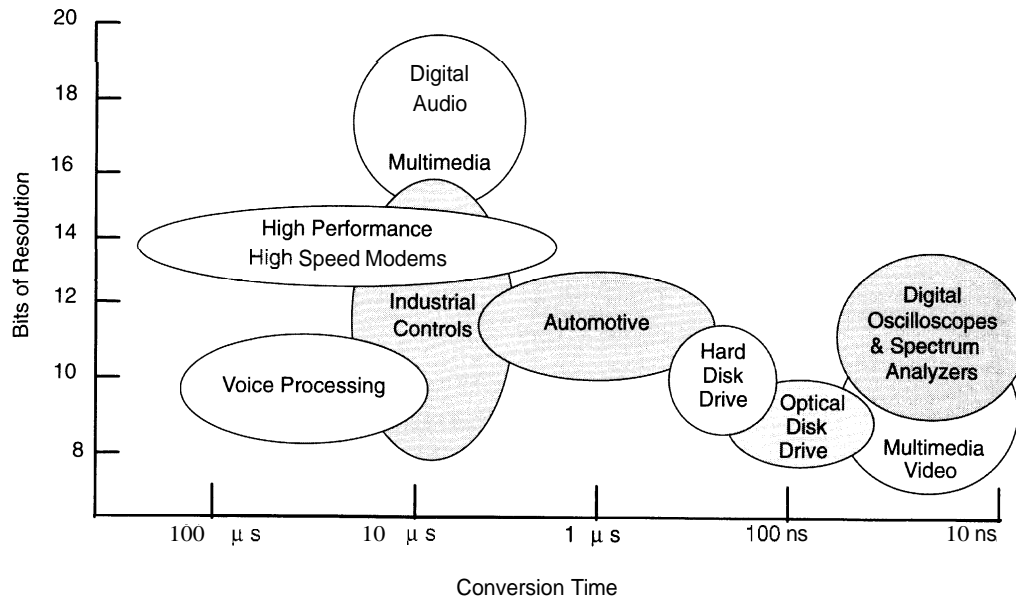 20
18
16
14
12
10
8
Bits of Resolution
Digital
Audio
Multimedia
High Performance
High Speed Modems
Industrial
Controls
Automotive
Voice Processing
Hard
Disk
Drive
Optical
Disk
Drive
Digital
Oscilloscopes
& Spectrum
Analyzers
Multimedia
Video
100 μ s
10 μ s
1 μ s
100 ns
10 ns
Conversion Time